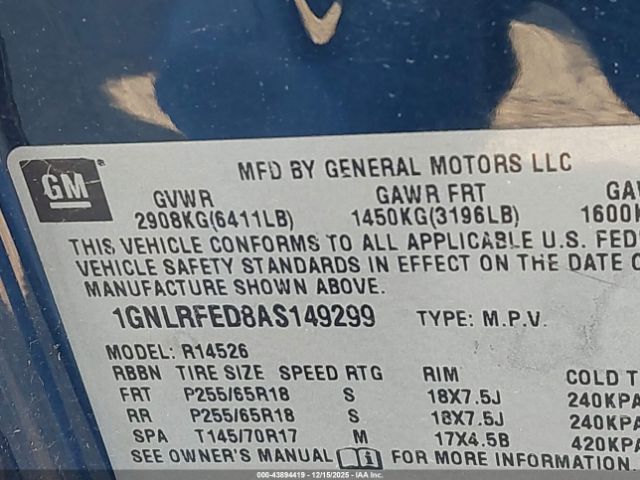 GM ®
MFD BY GENERAL MOTORS LLC
GVWR GAWR FRT
2908KG(6411LB) 1450KG(3196LB)
THIS VEHICLE CONFORMS TO ALL APPLICABLE U.S.
VEHICLE SAFETY STANDARDS IN EFFECT ON THE DATE
MANUFACTURE SHOWN ABOVE.
1GNLRFED8AS149299 TYPE: M.P.V.
MODEL: R14526
RBBN TIRE SIZE SPEED RTG RIM COLD
FRT P255/65R18 S 18X7.5J 240KPA
RR P255/65R18 S 18X7.5J 240KPA
SPA T145/70R17 M 17X4.5B 420KPA
SEE OWNER'S MANUAL i FOR MORE INFORMATION.
000-43894419 - 12/15/2025 -